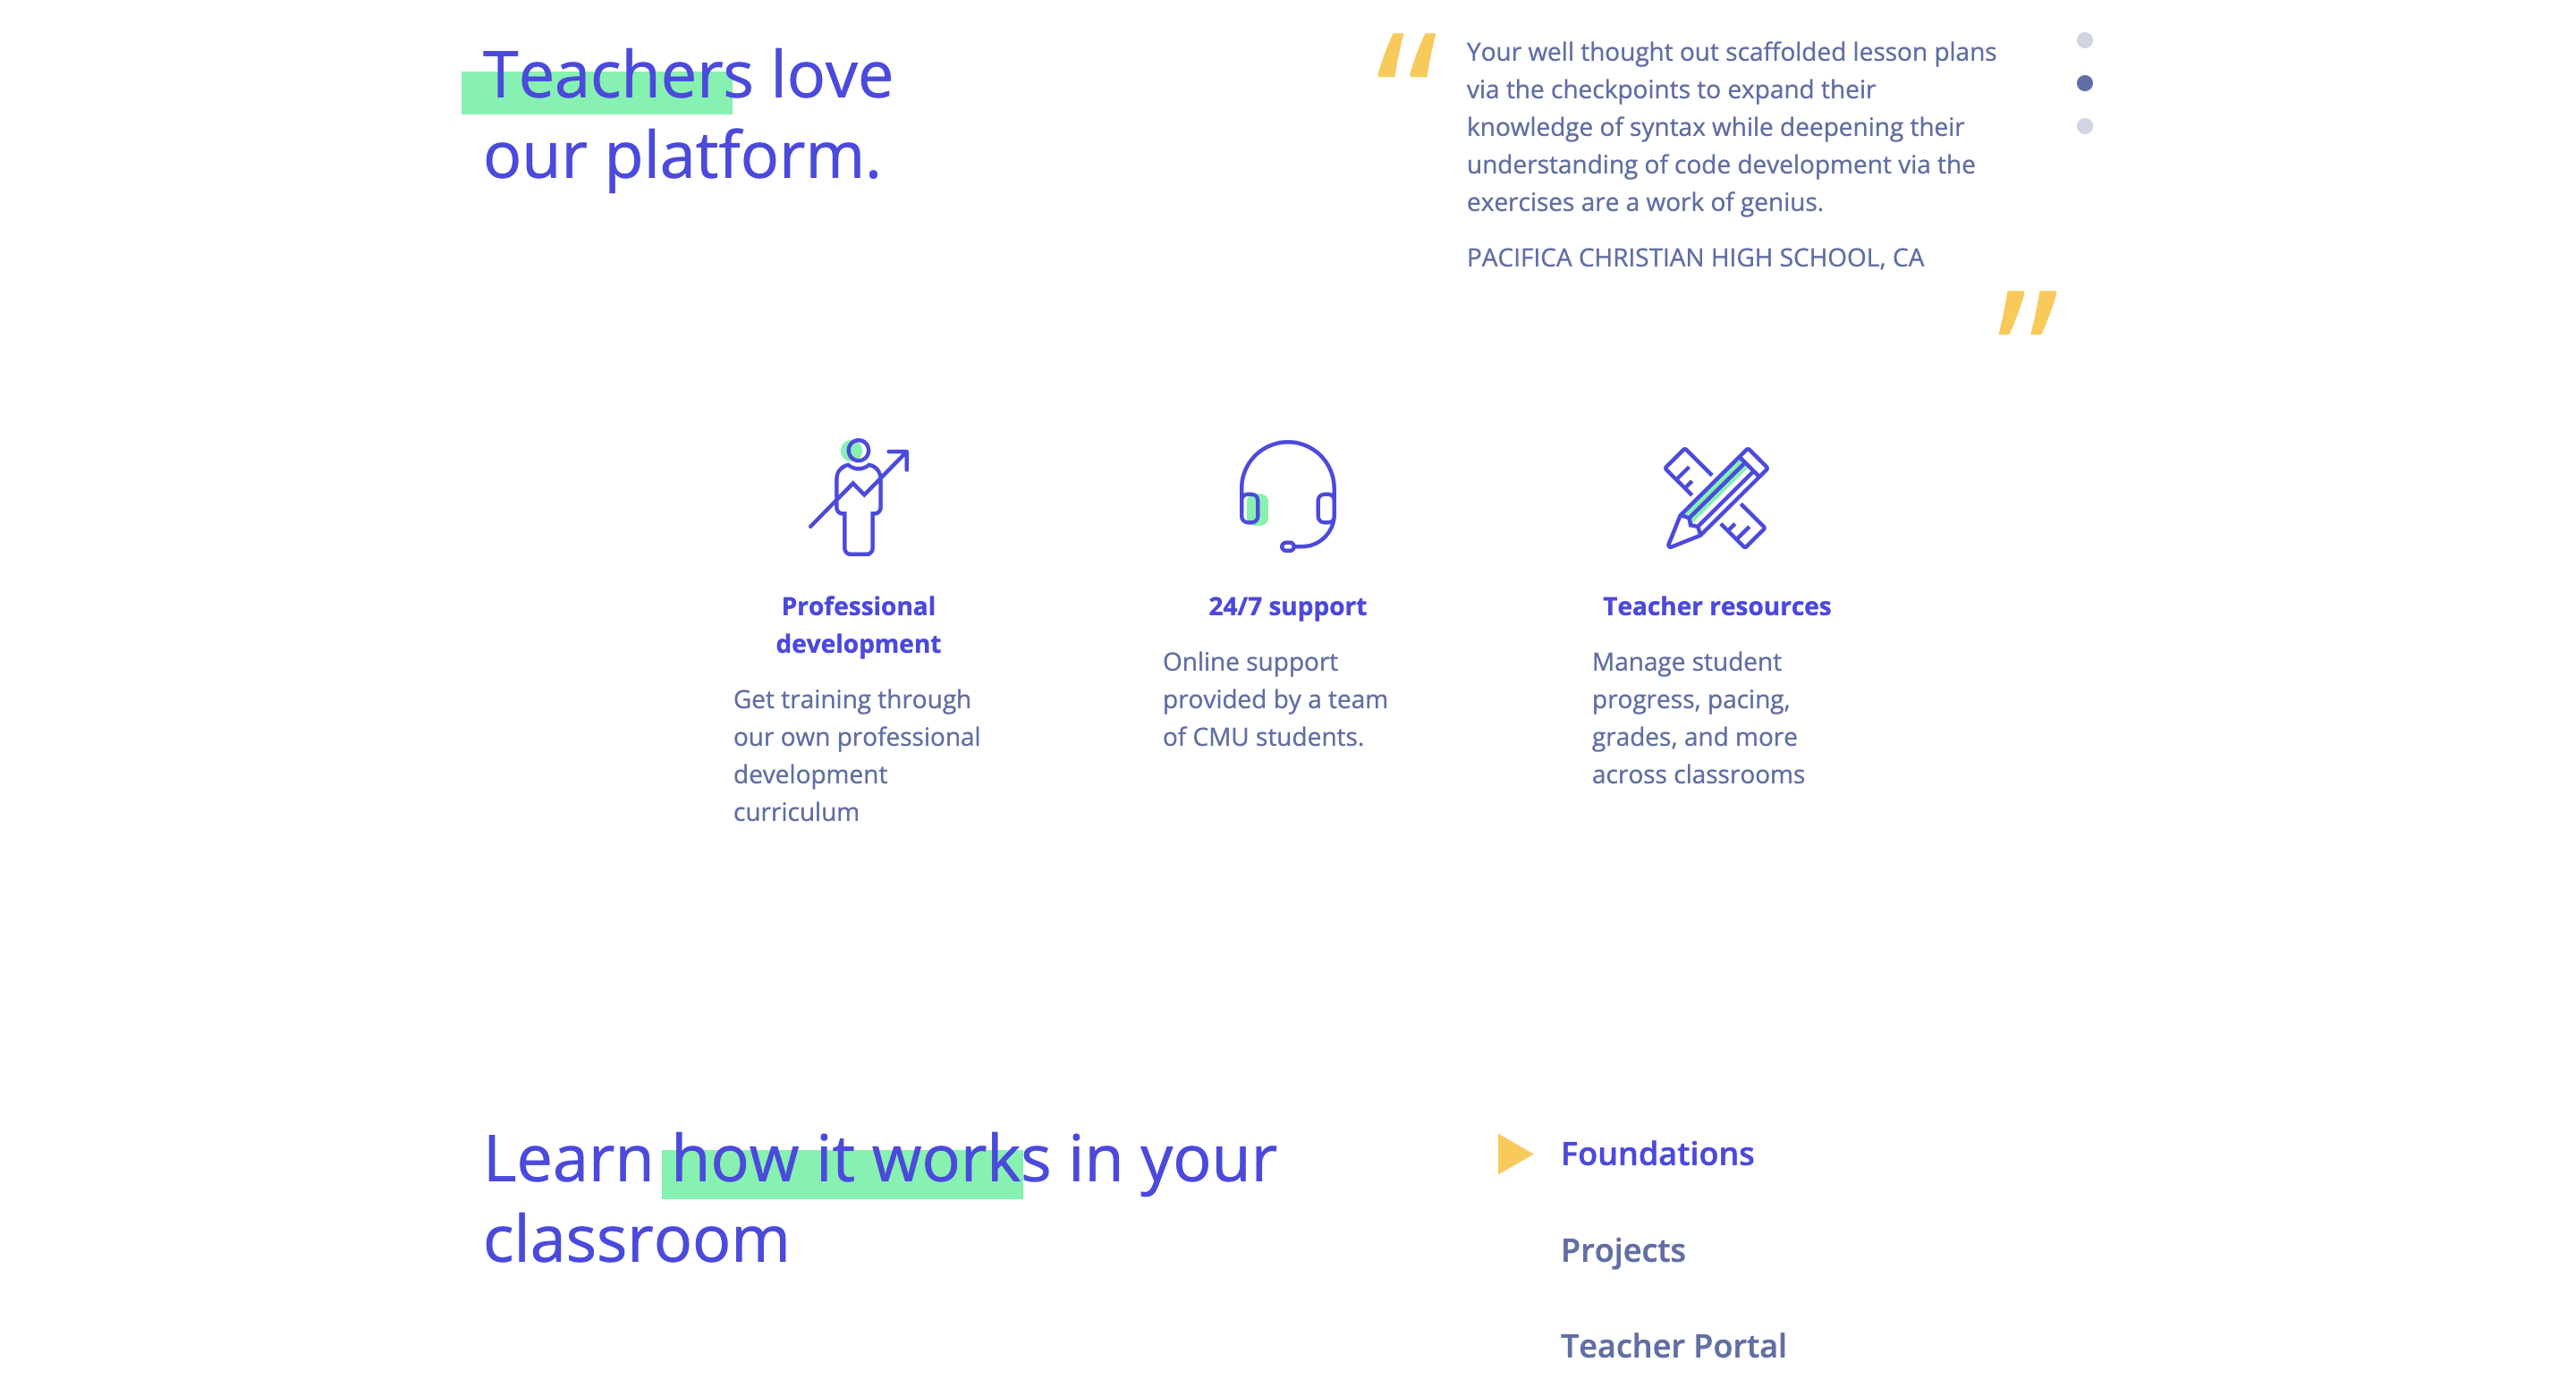 Teachers love
our platform.
“
Your well thought out scaffolded lesson plans
via the checkpoints to expand their
knowledge of syntax while deepening their
understanding of code development via the
exercises are a work of genius.
PACIFICA CHRISTIAN HIGH SCHOOL, CA
”
Professional
development
Get training through
our own professional
development
curriculum
24/7 support
Online support
provided by a team
of CMU students.
Teacher resources
Manage student
progress, pacing,
grades, and more
across classrooms
Learn how it works in your
classroom
Foundations
Projects
Teacher Portal